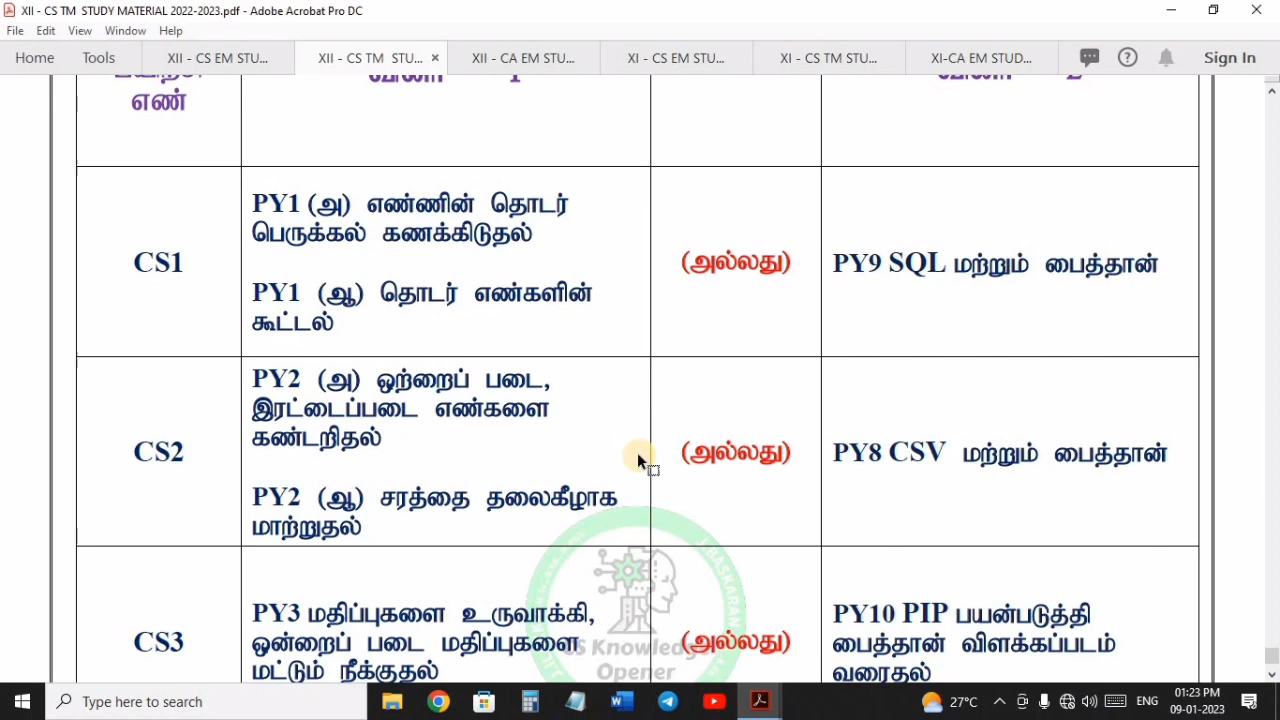 XII - CS TM STUDY MATERIAL 2022-2023.pdf - Adobe Acrobat Pro DC
File Edit View Window Help
Home Tools XII - CS EM STU... XII - CS TM STU... × XII - CA EM STU... XI - CS EM STU... XI - CS TM STU... XI-CA EM STUD... Sign In
எண்
PY1 (அ) எண்ணின் தொடர்
பெருக்கல் கணக்கிடுதல்
CS1 (அல்லது) PY9 SQL மற்றும் பைத்தான்
PY1 (ஆ) தொடர் எண்களின்
கூட்டல்
PY2 (அ) ஒற்றைப் படை,
இரட்டைப்படை எண்களை
கண்டறிதல்
CS2 (அல்லது) PY8 CSV மற்றும் பைத்தான்
PY2 (ஆ) சரத்தை தலைகீழாக
மாற்றுதல்
PY3 மதிப்புகளை உருவாக்கி, PY10 PIP பயன்படுத்தி
CS3 ஒன்றைப் படை மதிப்புகளை (அல்லது) பைத்தான் விளக்கப்படம்
மட்டும் நீக்குதல் வரைதல்
CS Knowledge
Opener
Type here to search 27°C ENG 01:23 PM
09-01-2023